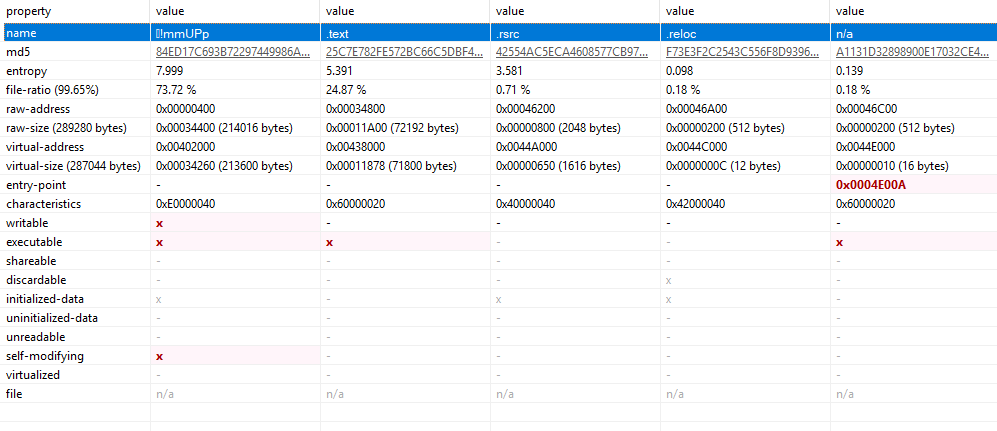 property value value value value value
name !mmUPp .text .rsrc .reloc n/a
md5 84ED17C693B72297449986A... 25C7E782FE572BC66C5DBF4... 42554AC5ECA4608577CB97... F73E3F2C2543C556F8D9396... A1131D32898900E17032CE4...
entropy 7.999 5.391 3.581 0.098 0.139
file-ratio (99.65%) 73.72 % 24.87 % 0.71 % 0.18 % 0.18 %
raw-address 0x00000400 0x00034800 0x00046200 0x00046A00 0x00046C00
raw-size (289280 bytes) 0x00034400 (214016 bytes) 0x00011A00 (72192 bytes) 0x00000800 (2048 bytes) 0x00000200 (512 bytes) 0x00000200 (512 bytes)
virtual-address 0x00402000 0x00438000 0x0044A000 0x0044C000 0x0044E000
virtual-size (287044 bytes) 0x00034260 (213600 bytes) 0x00011878 (71800 bytes) 0x00000650 (1616 bytes) 0x0000000C (12 bytes) 0x00000010 (16 bytes)
entry-point - - - - 0x0004E00A
characteristics 0xE0000040 0x60000020 0x40000040 0x42000040 0x60000020
writable x - - - -
executable x x - - x
shareable - - - - -
discardable - - - x -
initialized-data x - x x -
uninitialized-data - - - - -
unreadable - - - - -
self-modifying x - - - -
virtualized - - - - -
file n/a n/a n/a n/a n/a